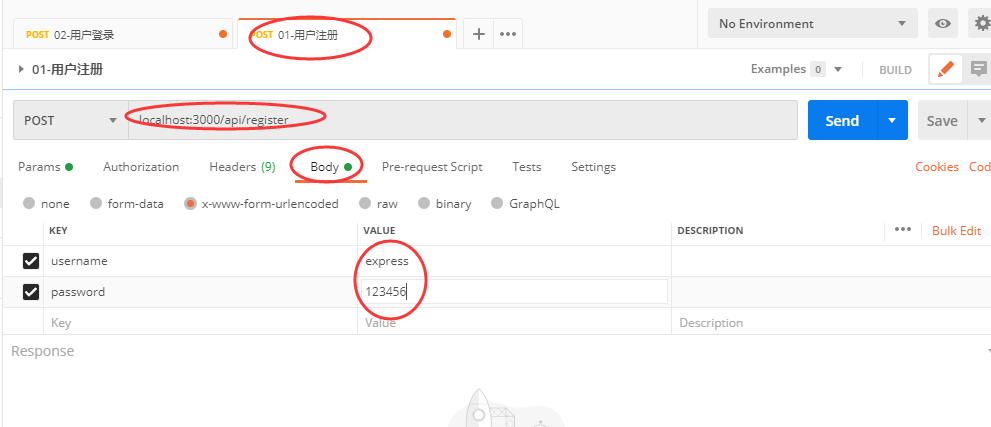 POST 02-用户登录 POST 01-用户注册 + ••• No Environment
01-用户注册 Examples 0 BUILD
POST localhost:3000/api/register Send Save
Params Authorization Headers (9) Body Pre-request Script Tests Settings Cookies Cod
none form-data x-www-form-urlencoded raw binary GraphQL
KEY VALUE DESCRIPTION ••• Bulk Edit
username express
password 123456
Key Value Description
Response